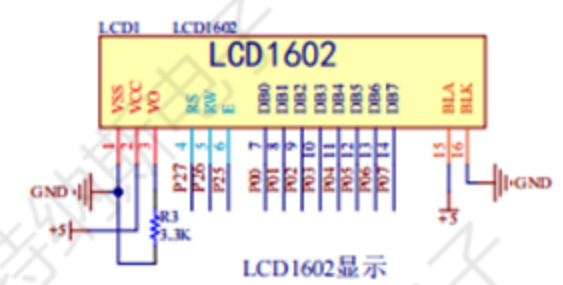 LCD1 LCD1602
LCD1602
VSS VCC VO RS RW E DB0 DB1 DB2 DB3 DB4 DB5 DB6 DB7 BLA BLK
1 2 3 4 5 6 7 8 9 10 11 12 13 14 15 16
P27 P26 P25 P00 P01 P02 P03 P04 P05 P06 P07
GND GND
+5 R3 +5
3.3K
LCD1602显示